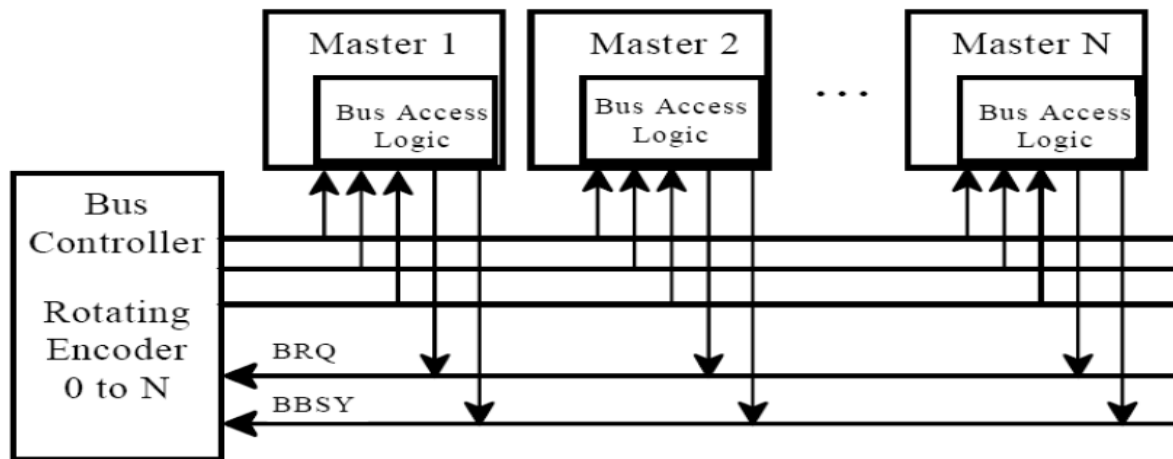 Master 1
Master 2
Master N
Bus Access
Logic
Bus Access
Logic
...
Bus Access
Logic
Bus
Controller
Rotating
Encoder
0 to N
BRQ
BBSY